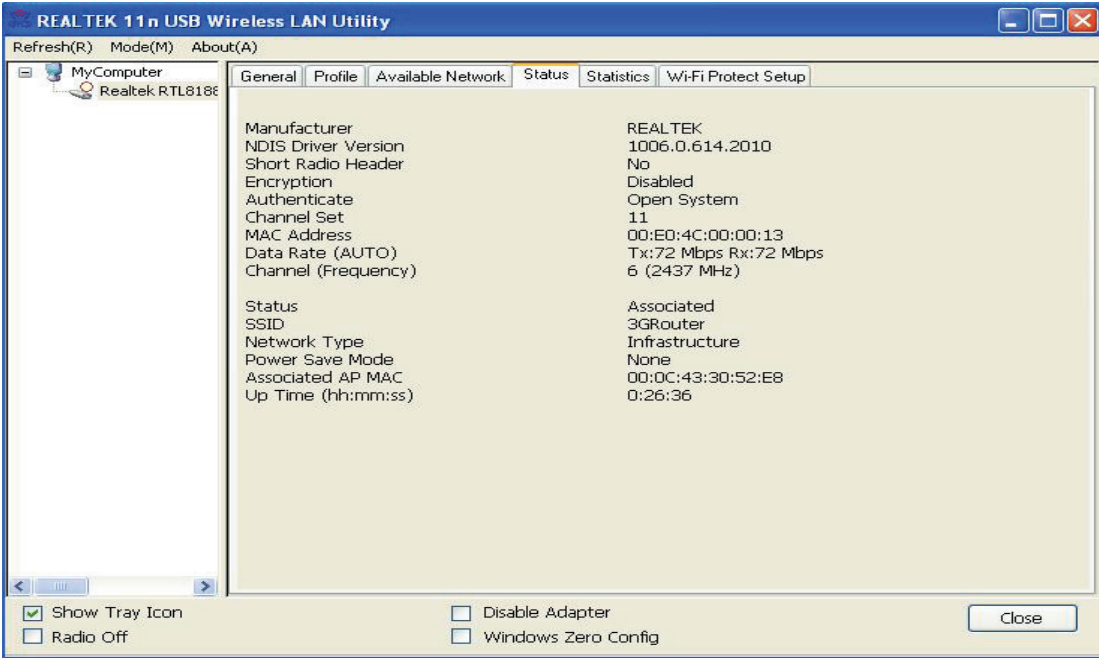 REALTEK 11n USB Wireless LAN Utility
Refresh(R) Mode(M) About(A)
MyComputer
Realtek RTL8188
General Profile Available Network Status Statistics Wi-Fi Protect Setup
Manufacturer REALTEK
NDIS Driver Version 1006.0.614.2010
Short Radio Header No
Encryption Disabled
Authenticate Open System
Channel Set 11
MAC Address 00:E0:4C:00:00:13
Data Rate (AUTO) Tx:72 Mbps Rx:72 Mbps
Channel (Frequency) 6 (2437 MHz)
Status Associated
SSID 3GRouter
Network Type Infrastructure
Power Save Mode None
Associated AP MAC 00:0C:43:30:52:E8
Up Time (hh:mm:ss) 0:26:36
Show Tray Icon Disable Adapter Close
Radio Off Windows Zero Config